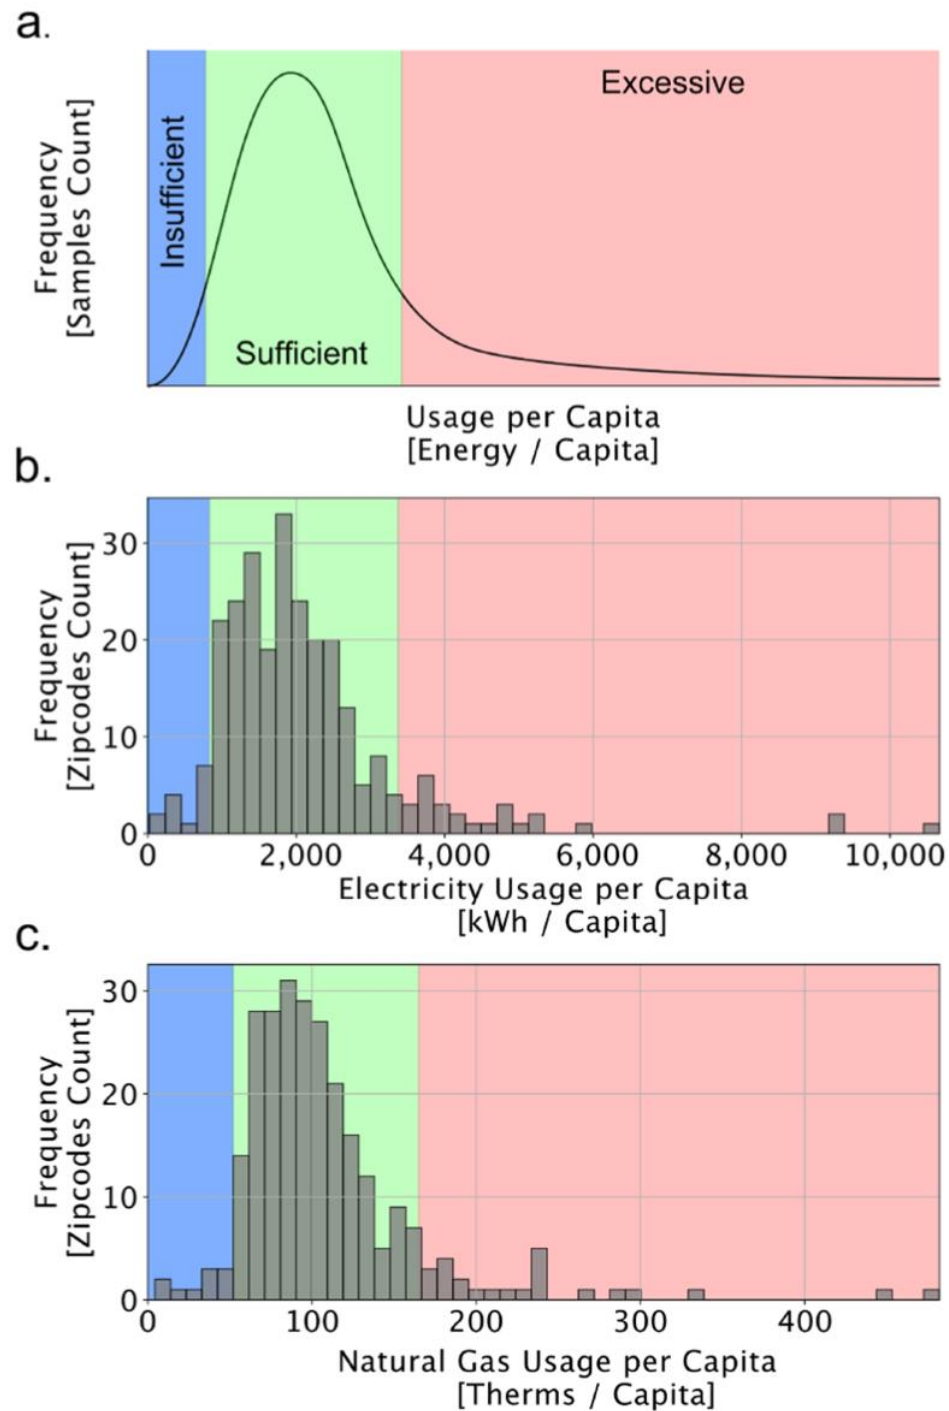 a.
Excessive
Insufficient
Sufficient
Frequency
[Samples Count]
Usage per Capita
[Energy / Capita]
b.
30
20
10
0
Frequency
[Zipcodes Count]
0 2,000 4,000 6,000 8,000 10,000
Electricity Usage per Capita
[kWh / Capita]
c.
30
20
10
0
Frequency
[Zipcodes Count]
0 100 200 300 400
Natural Gas Usage per Capita
[Therms / Capita]